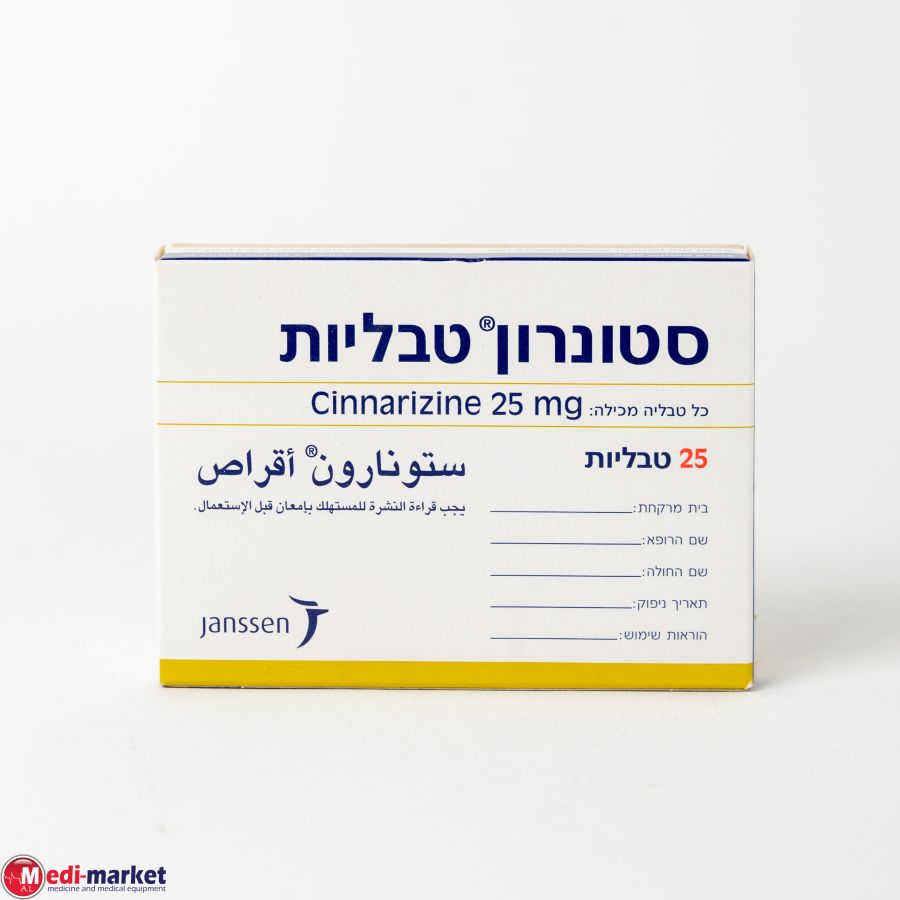 סטונרון® טבליות
כל טבליה מכילה: Cinnarizine 25 mg
25 טבליות
ستونارون® أقراص
يجب قراءة النشرة للمستهلك بإمعان قبل الإستعمال.
בית מרקחת:
שם הרופא:
שם החולה:
תאריך ניפוק:
הוראות שימוש:
janssen
Medi-market
A.L
medicine and medical equipment